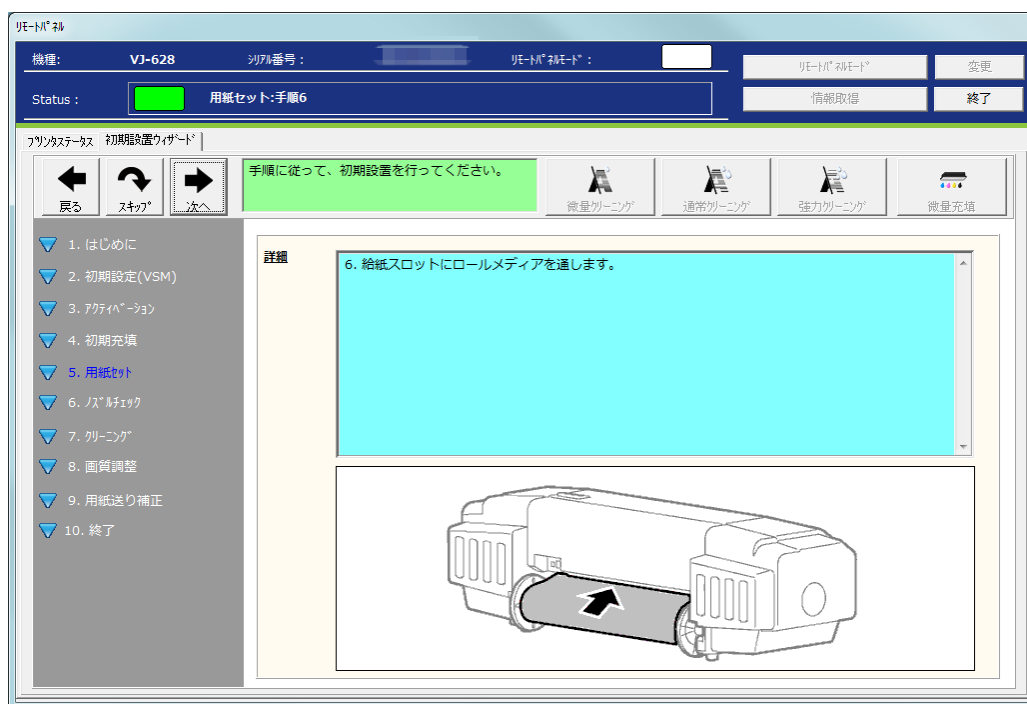 ﾘﾓｰﾄﾊﾟﾈﾙ
機種: VJ-628 ｼﾘｱﾙ番号： ﾘﾓｰﾄﾊﾟﾈﾙﾓｰﾄﾞ： ﾘﾓｰﾄﾊﾟﾈﾙﾓｰﾄﾞ 変更
Status： 用紙セット:手順6 情報取得 終了
ﾌﾟﾘﾝﾀｽﾃｰﾀｽ 初期設置ｳｨｻﾞｰﾄﾞ
手順に従って、初期設置を行ってください。
戻る ｽｷｯﾌﾟ 次へ 微量ｸﾘｰﾆﾝｸﾞ 通常ｸﾘｰﾆﾝｸﾞ 強力ｸﾘｰﾆﾝｸﾞ 微量充填
1. はじめに
2. 初期設定(VSM)
3. ｱｸﾃｨﾍﾞｰｼｮﾝ
4. 初期充填
5. 用紙ｾｯﾄ
6. ﾉｽﾞﾙﾁｪｯｸ
7. ｸﾘｰﾆﾝｸﾞ
8. 画質調整
9. 用紙送り補正
10. 終了
詳細
6. 給紙スロットにロールメディアを通します。